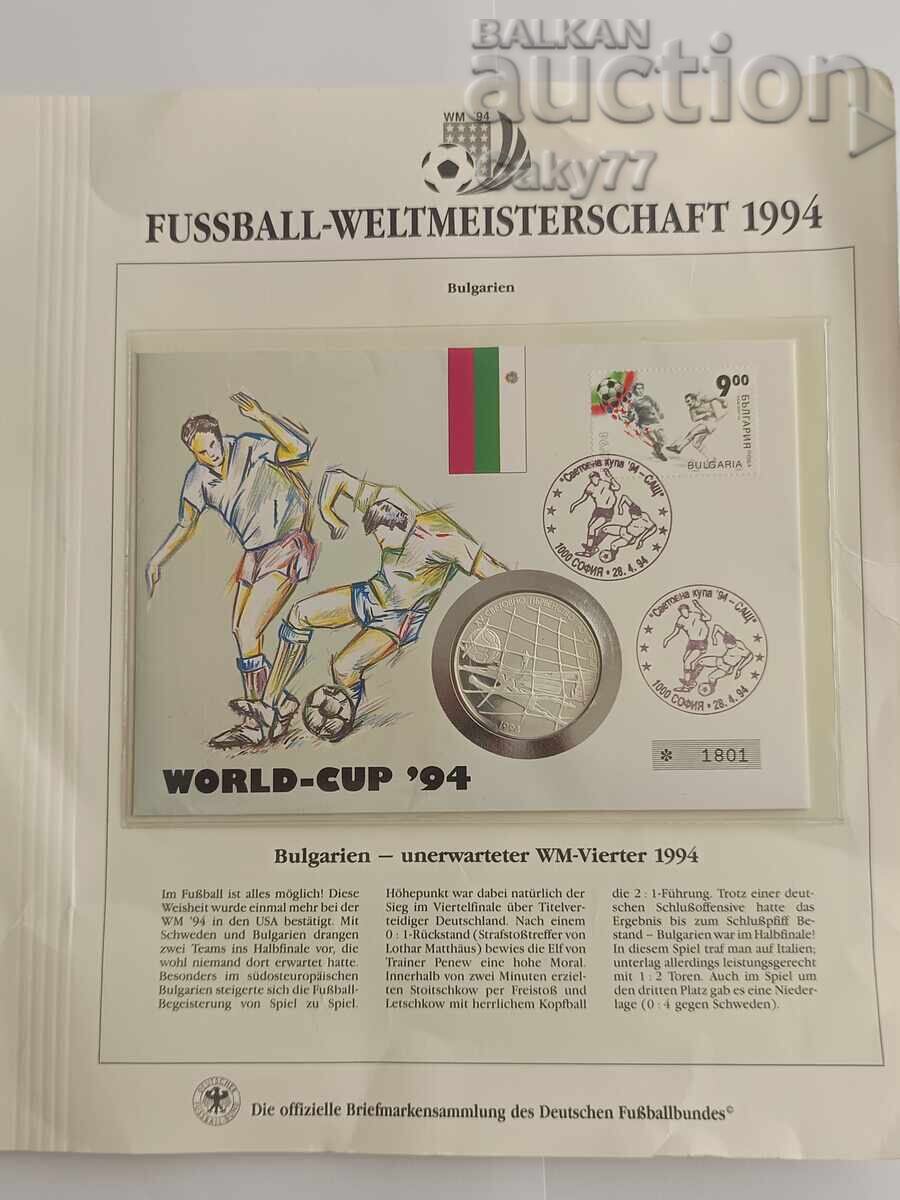 BALKAN
auction
Gaky77
WM '94
FUSSBALL-WELTMEISTERSCHAFT 1994
Bulgarien
9.00
БЪЛГАРИЯ
BULGARIA
"Световна купа '94 – САЩ"
1000 СОФИЯ • 28. 4. 94
"Световна купа '94 – САЩ"
1000 СОФИЯ • 28. 4. 94
1994
* 1801
WORLD-CUP '94
Bulgarien – unerwarteter WM-Vierter 1994
Im Fußball ist alles möglich! Diese
Weisheit wurde einmal mehr bei der
WM '94 in den USA bestätigt. Mit
Schweden und Bulgarien drangen
zwei Teams ins Halbfinale vor, die
wohl niemand dort erwartet hatte.
Besonders im südosteuropäischen
Bulgarien steigerte sich die Fußball-
Begeisterung von Spiel zu Spiel.
Höhepunkt war dabei natürlich der
Sieg im Viertelfinale über Titelver-
teidiger Deutschland. Nach einem
0 : 1-Rückstand (Strafstoßtreffer von
Lothar Matthäus) bewies die Elf von
Trainer Penew eine hohe Moral.
Innerhalb von zwei Minuten erziel-
ten Stoitschkow per Freistoß und
Letschkow mit herrlichem Kopfball
die 2 : 1-Führung. Trotz einer deut-
schen Schlußoffensive hatte das
Ergebnis bis zum Schlußpfiff Be-
stand – Bulgarien war im Halbfinale!
In diesem Spiel traf man auf Italien;
unterlag allerdings leistungsgerecht
mit 1 : 2 Toren. Auch im Spiel um
den dritten Platz gab es eine Nieder-
lage (0 : 4 gegen Schweden).
DEUTSCHER
FUSSBALL-BUND
Die offizielle Briefmarkensammlung des Deutschen Fußballbundes©